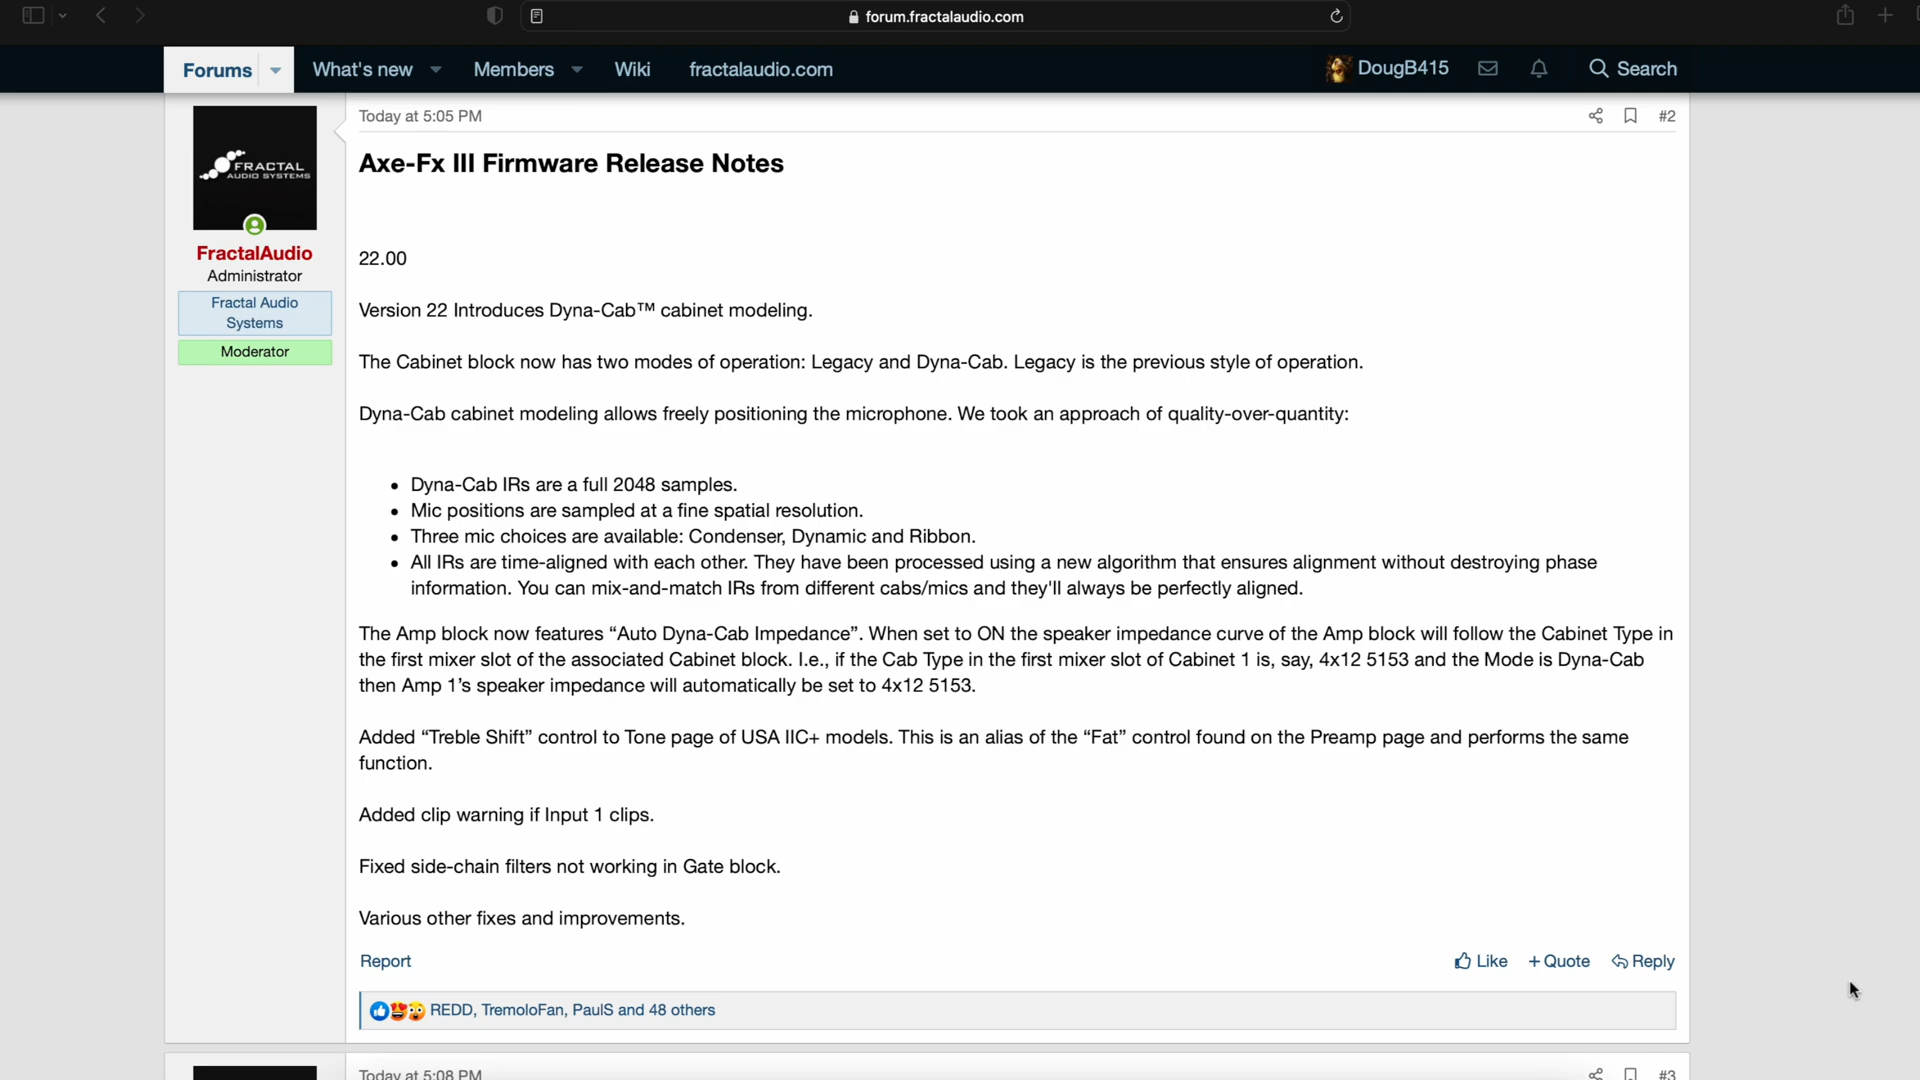 forum.fractalaudio.com
Forums
What's new
Members
Wiki
fractalaudio.com
DougB415
Search
Today at 5:05 PM
#2
FRACTAL
AUDIO SYSTEMS
FractalAudio
Administrator
Fractal Audio
Systems
Moderator
Axe-Fx III Firmware Release Notes
22.00
Version 22 Introduces Dyna-Cab™ cabinet modeling.
The Cabinet block now has two modes of operation: Legacy and Dyna-Cab. Legacy is the previous style of operation.
Dyna-Cab cabinet modeling allows freely positioning the microphone. We took an approach of quality-over-quantity:
• Dyna-Cab IRs are a full 2048 samples.
• Mic positions are sampled at a fine spatial resolution.
• Three mic choices are available: Condenser, Dynamic and Ribbon.
• All IRs are time-aligned with each other. They have been processed using a new algorithm that ensures alignment without destroying phase
information. You can mix-and-match IRs from different cabs/mics and they'll always be perfectly aligned.
The Amp block now features “Auto Dyna-Cab Impedance”. When set to ON the speaker impedance curve of the Amp block will follow the Cabinet Type in
the first mixer slot of the associated Cabinet block. I.e., if the Cab Type in the first mixer slot of Cabinet 1 is, say, 4x12 5153 and the Mode is Dyna-Cab
then Amp 1’s speaker impedance will automatically be set to 4x12 5153.
Added “Treble Shift” control to Tone page of USA IIC+ models. This is an alias of the “Fat” control found on the Preamp page and performs the same
function.
Added clip warning if Input 1 clips.
Fixed side-chain filters not working in Gate block.
Various other fixes and improvements.
Report
Like
+ Quote
Reply
REDD, TremoloFan, PaulS and 48 others
Today at 5:08 PM
#3